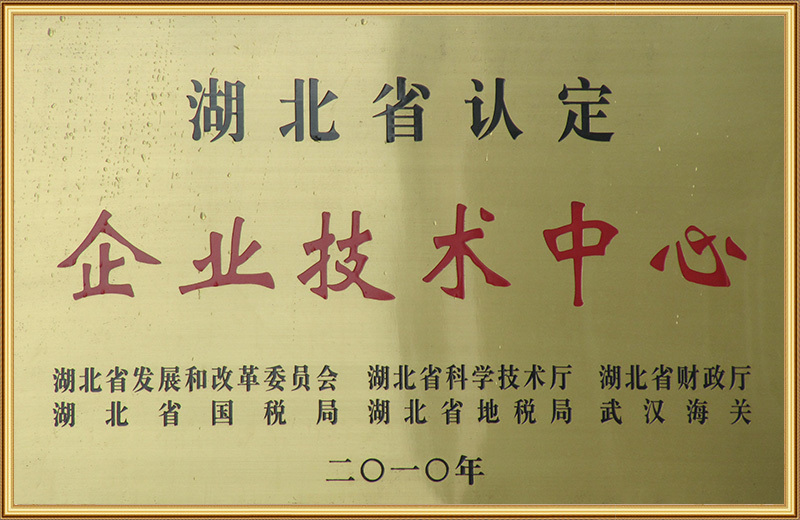 湖北省认定
企业技术中心
湖北省发展和改革委员会 湖北省科学技术厅 湖北省财政厅
湖北省国税局 湖北省地税局 武汉海关
二〇一〇年